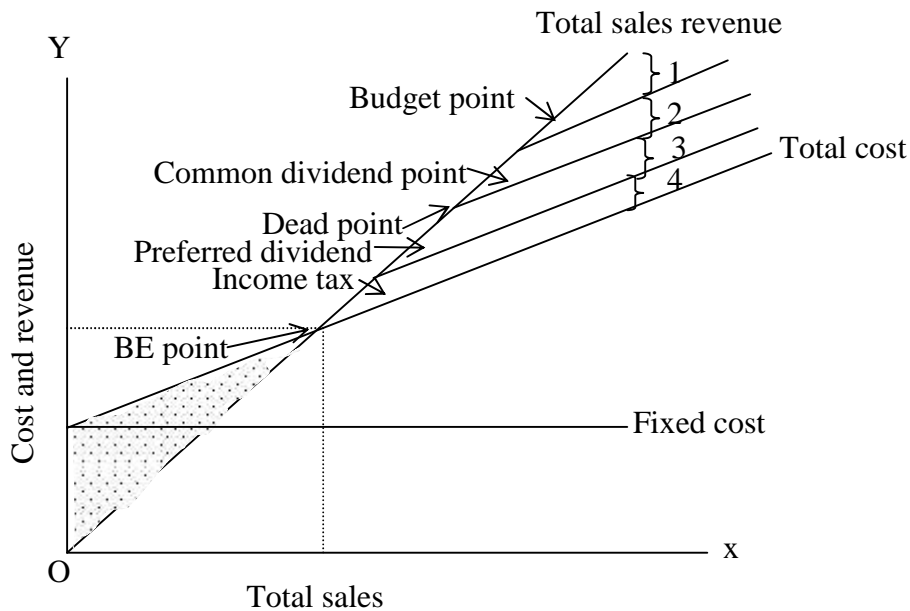 Total sales revenue
Y
1
Budget point
2
3
Total cost
Common dividend point
4
Dead point
Preferred dividend
Income tax
BE point
Cost and revenue
Fixed cost
x
O
Total sales